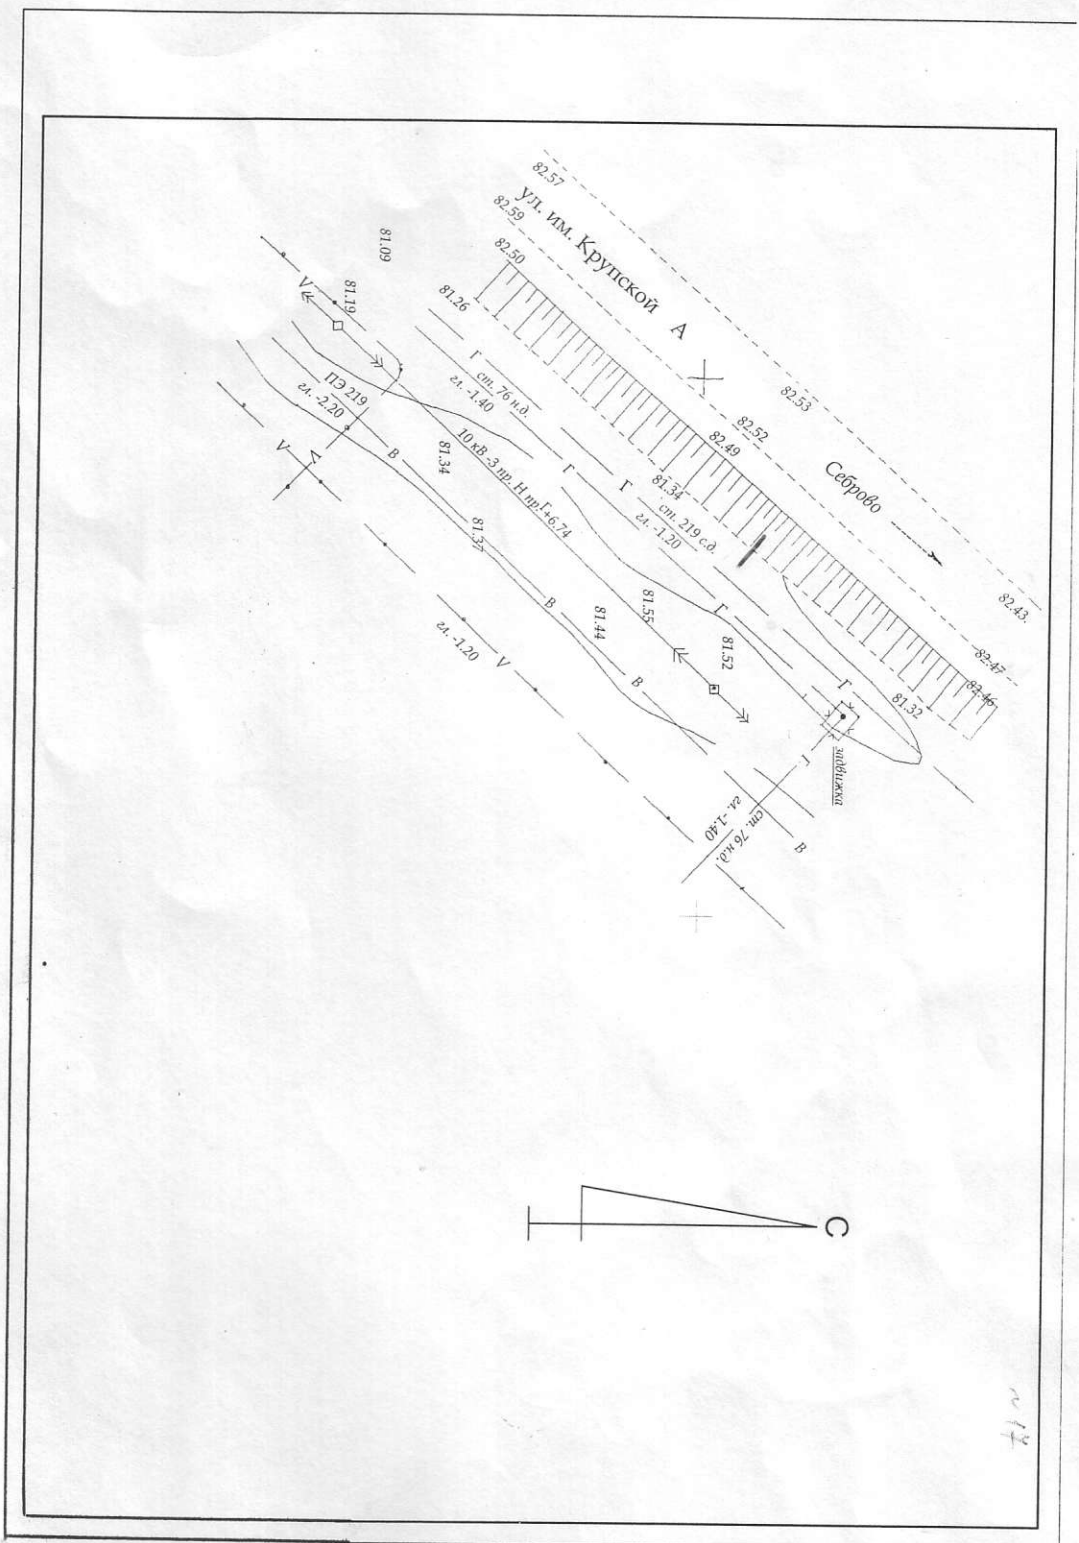 82.57
ул. им. Крупской А
82.59
82.50
81.26
81.09
81.19
V
Г
ст. 76 н.д.
гл. -1.40
ПЭ 219
гл. -2.20
V
V
В
81.34
10 кВ -3 пр. Н пр.Г+6.74
81.37
Г
Г
81.34
ст. 219 с.д.
гл. -1.20
82.53
82.52
82.49
Себрово
82.43.
82.47
82.46
81.32
Г
Г
81.55
81.52
81.44
В
В
гл. -1.20
V
задвижка
Г
ст. 76 н.д.
гл. -1.40
В
С